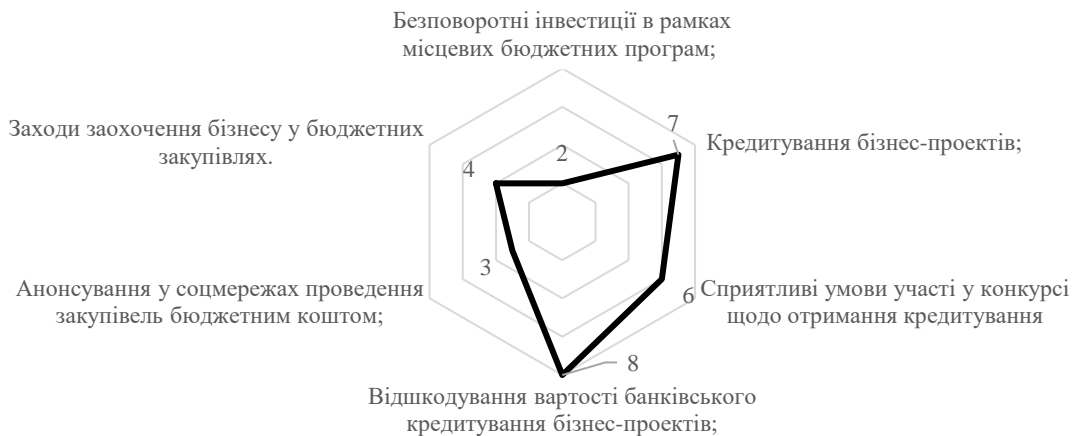 Безповоротні інвестиції в рамках
місцевих бюджетних програм;
7
Кредитування бізнес-проектів;
6
Сприятливі умови участі у конкурсі
щодо отримання кредитування
8
Відшкодування вартості банківського
кредитування бізнес-проектів;
3
Анонсування у соцмережах проведення
закупівель бюджетним коштом;
4
Заходи заохочення бізнесу у бюджетних
закупівлях.
2